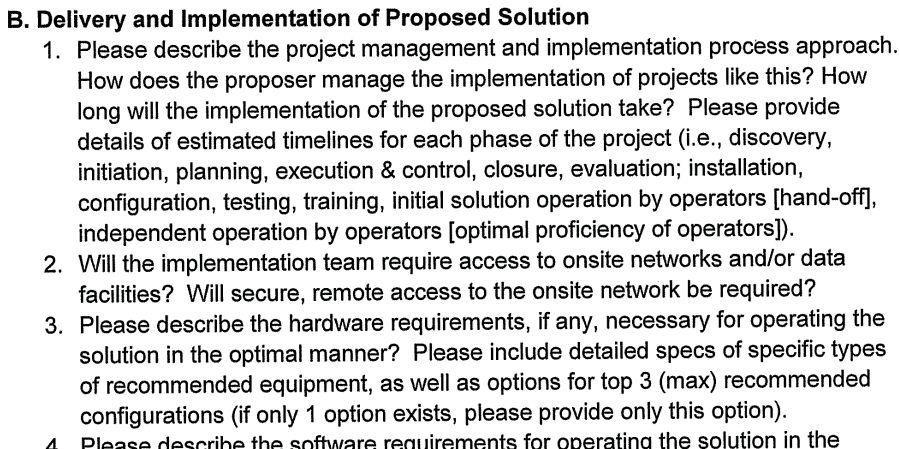 B. Delivery and Implementation of Proposed Solution
1. Please describe the project management and implementation process approach.
How does the proposer manage the implementation of projects like this? How
long will the implementation of the proposed solution take? Please provide
details of estimated timelines for each phase of the project (i.e., discovery,
initiation, planning, execution & control, closure, evaluation; installation,
configuration, testing, training, initial solution operation by operators [hand-off],
independent operation by operators [optimal proficiency of operators]).
2. Will the implementation team require access to onsite networks and/or data
facilities? Will secure, remote access to the onsite network be required?
3. Please describe the hardware requirements, if any, necessary for operating the
solution in the optimal manner? Please include detailed specs of specific types
of recommended equipment, as well as options for top 3 (max) recommended
configurations (if only 1 option exists, please provide only this option).
4. Please describe the software requirements for operating the solution in the